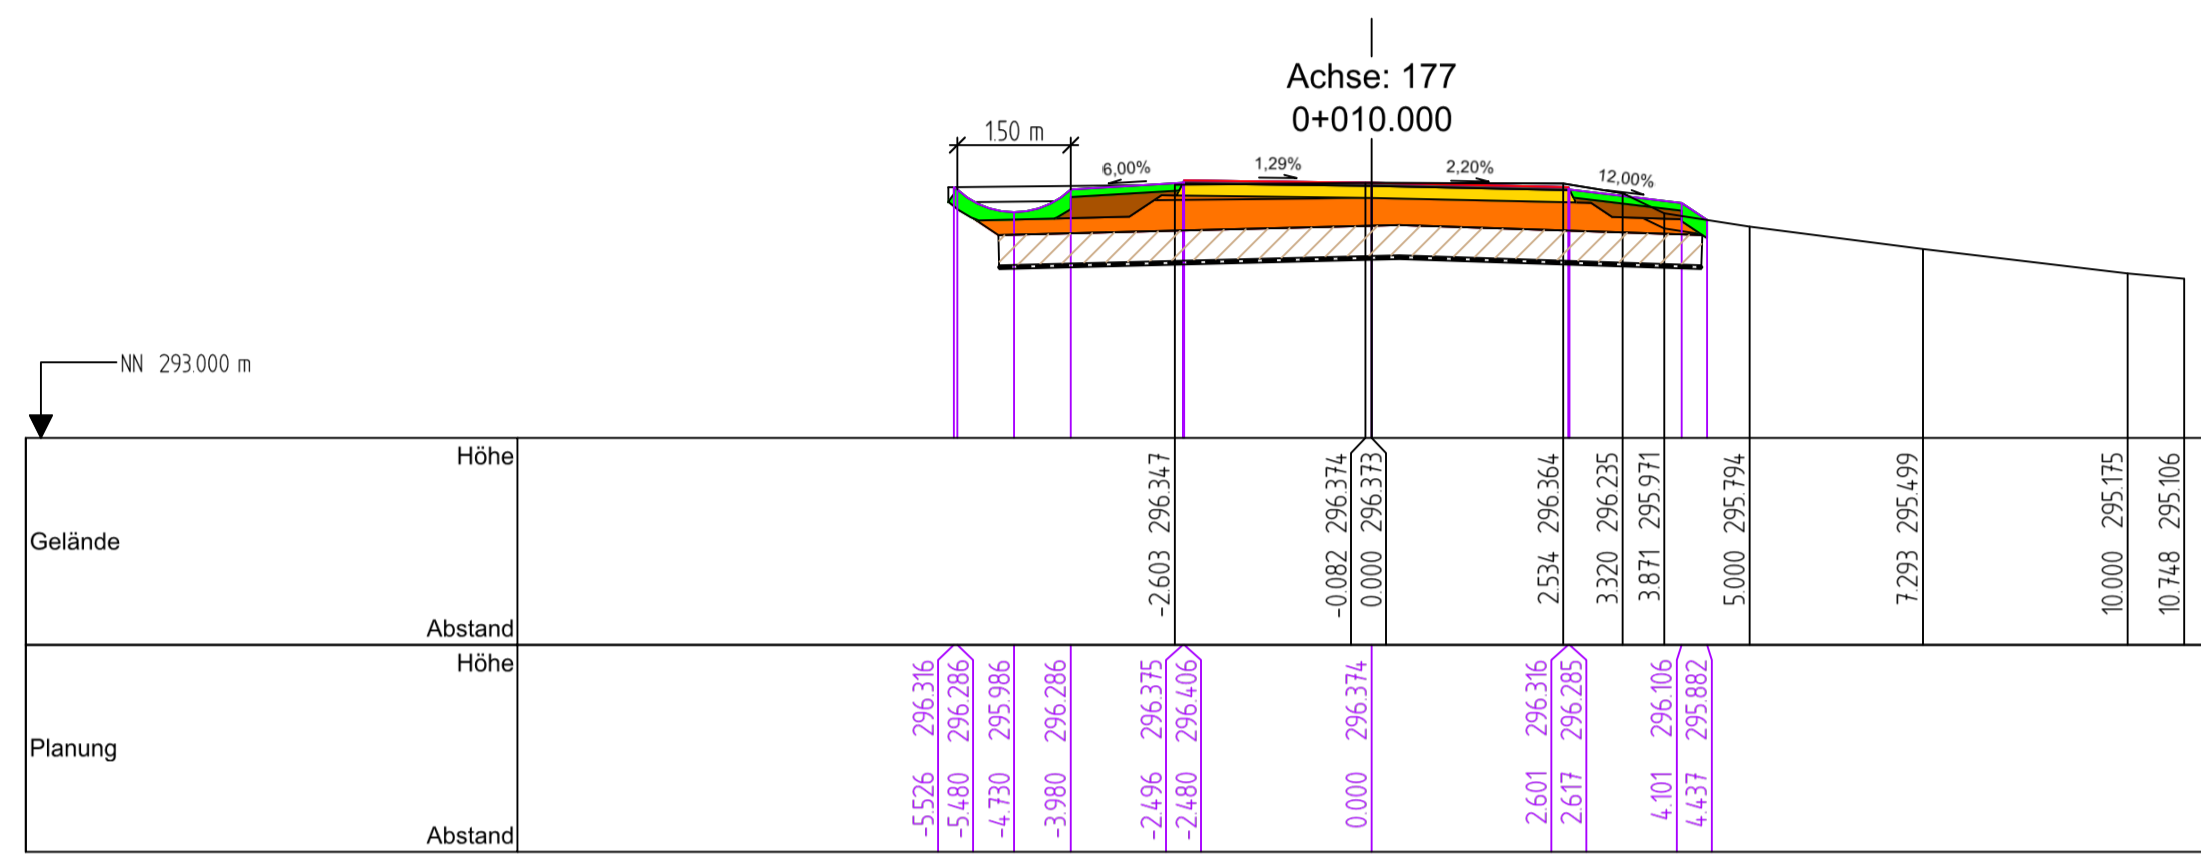 Achse: 177
0+010.000
1.50 m
6,00%
1,29%
2,20%
12,00%
NN 293.000 m
Höhe
Gelände
Abstand
-2.603 296.347
-0.082 296.374
0.000 296.373
2.534 296.364
3.320 296.235
3.871 295.971
5.000 295.794
7.293 295.499
10.000 295.175
10.748 295.106
Höhe
Planung
Abstand
-5.526 296.316
-5.480 296.286
-4.730 295.986
-3.980 296.286
-2.496 296.375
-2.480 296.406
0.000 296.374
2.601 296.316
2.617 296.285
4.101 296.106
4.437 295.882